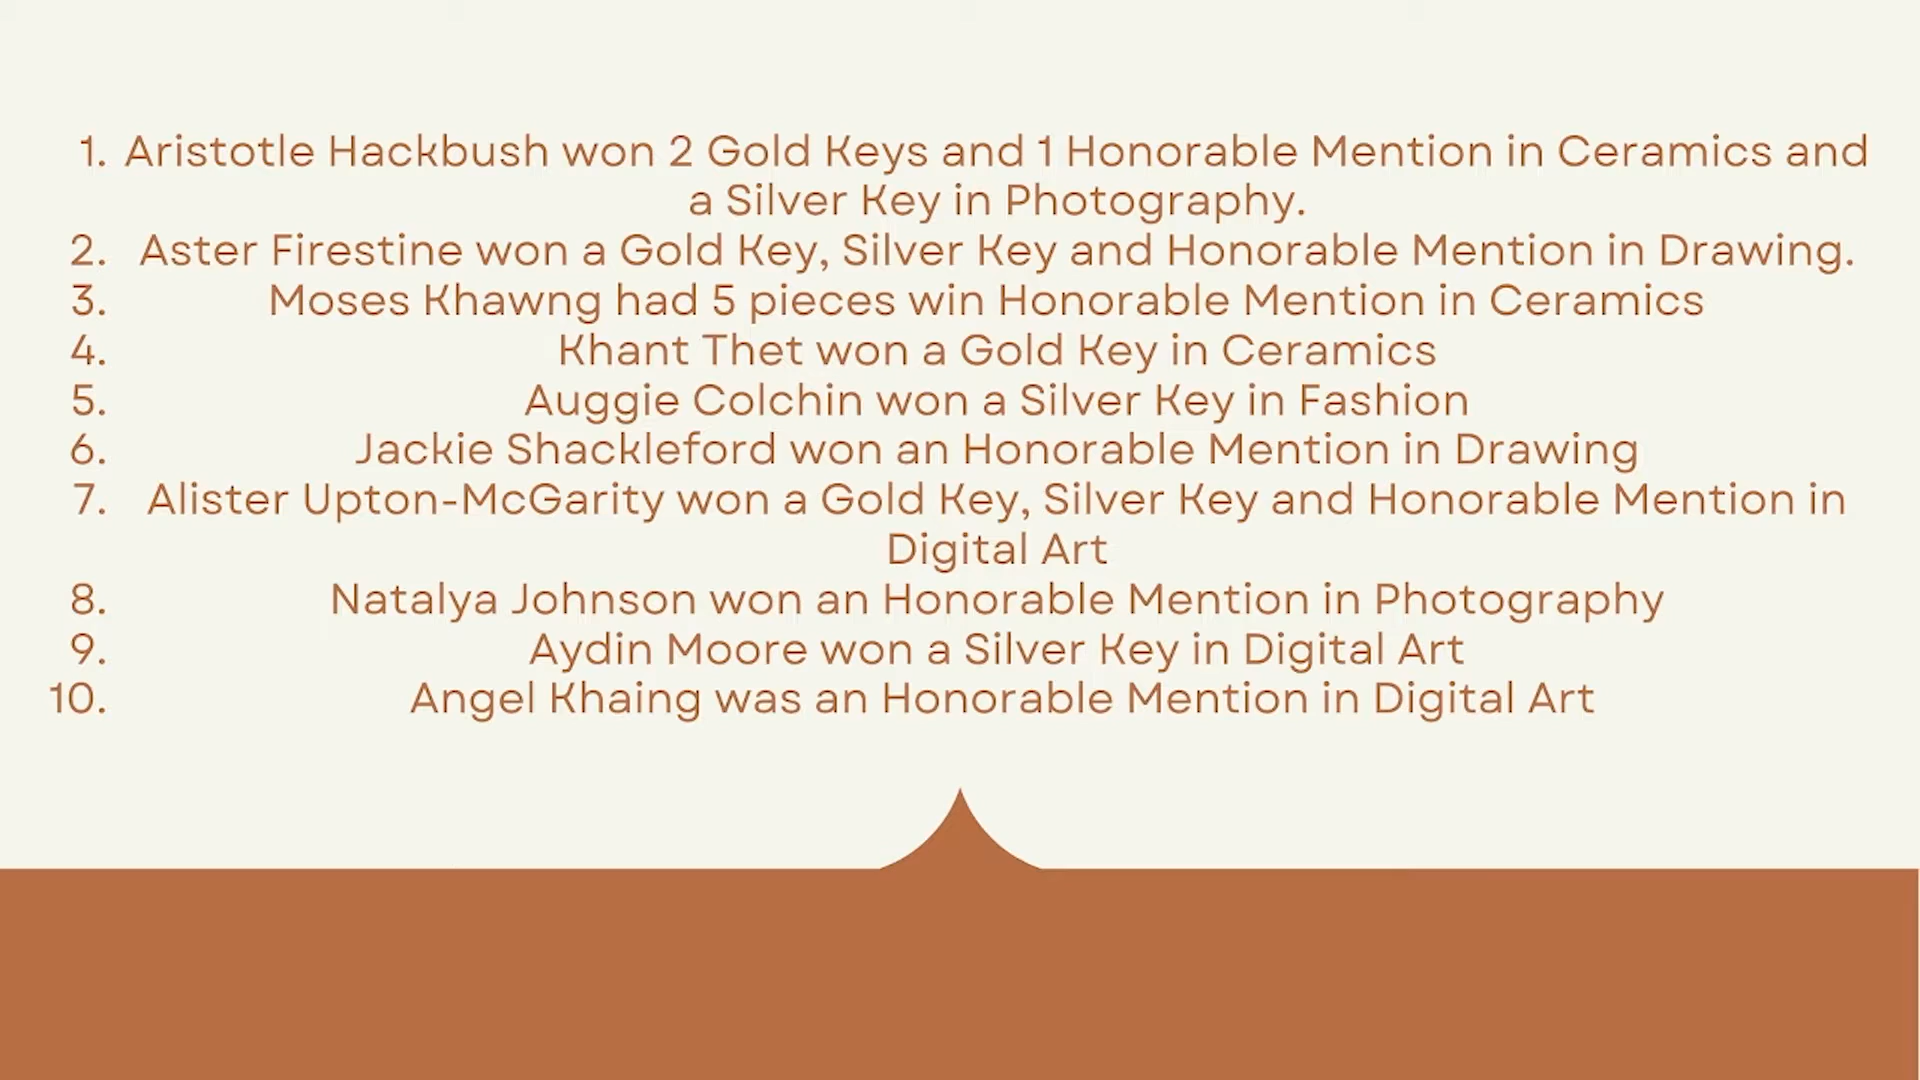 1. Aristotle Hackbush won 2 Gold Keys and 1 Honorable Mention in Ceramics and
a Silver Key in Photography.
2. Aster Firestine won a Gold Key, Silver Key and Honorable Mention in Drawing.
3. Moses Khawng had 5 pieces win Honorable Mention in Ceramics
4. Khant Thet won a Gold Key in Ceramics
5. Auggie Colchin won a Silver Key in Fashion
6. Jackie Shackleford won an Honorable Mention in Drawing
7. Alister Upton-McGarity won a Gold Key, Silver Key and Honorable Mention in
Digital Art
8. Natalya Johnson won an Honorable Mention in Photography
9. Aydin Moore won a Silver Key in Digital Art
10. Angel Khaing was an Honorable Mention in Digital Art